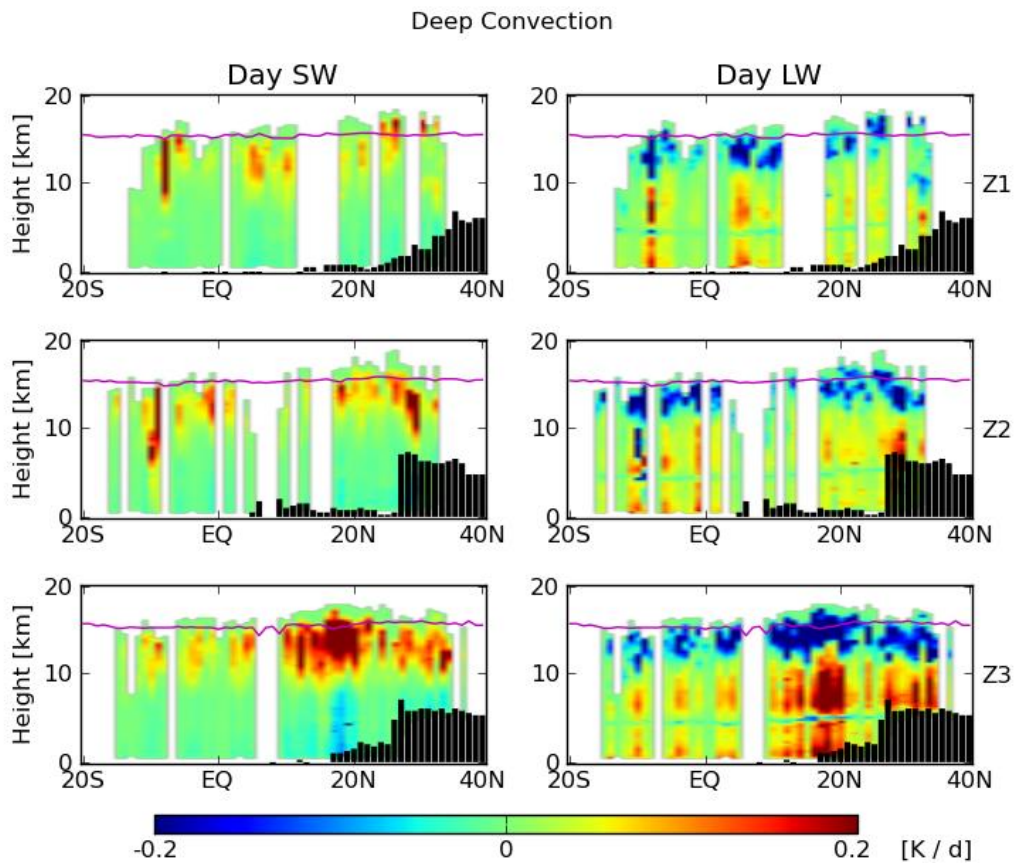 Deep Convection
Day SW Day LW
20 20
Height [km] 10 10 Z1
0 0
20S EQ 20N 40N 20S EQ 20N 40N
20 20
Height [km] 10 10 Z2
0 0
20S EQ 20N 40N 20S EQ 20N 40N
20 20
Height [km] 10 10 Z3
0 0
20S EQ 20N 40N 20S EQ 20N 40N
-0.2 0 0.2 [K / d]